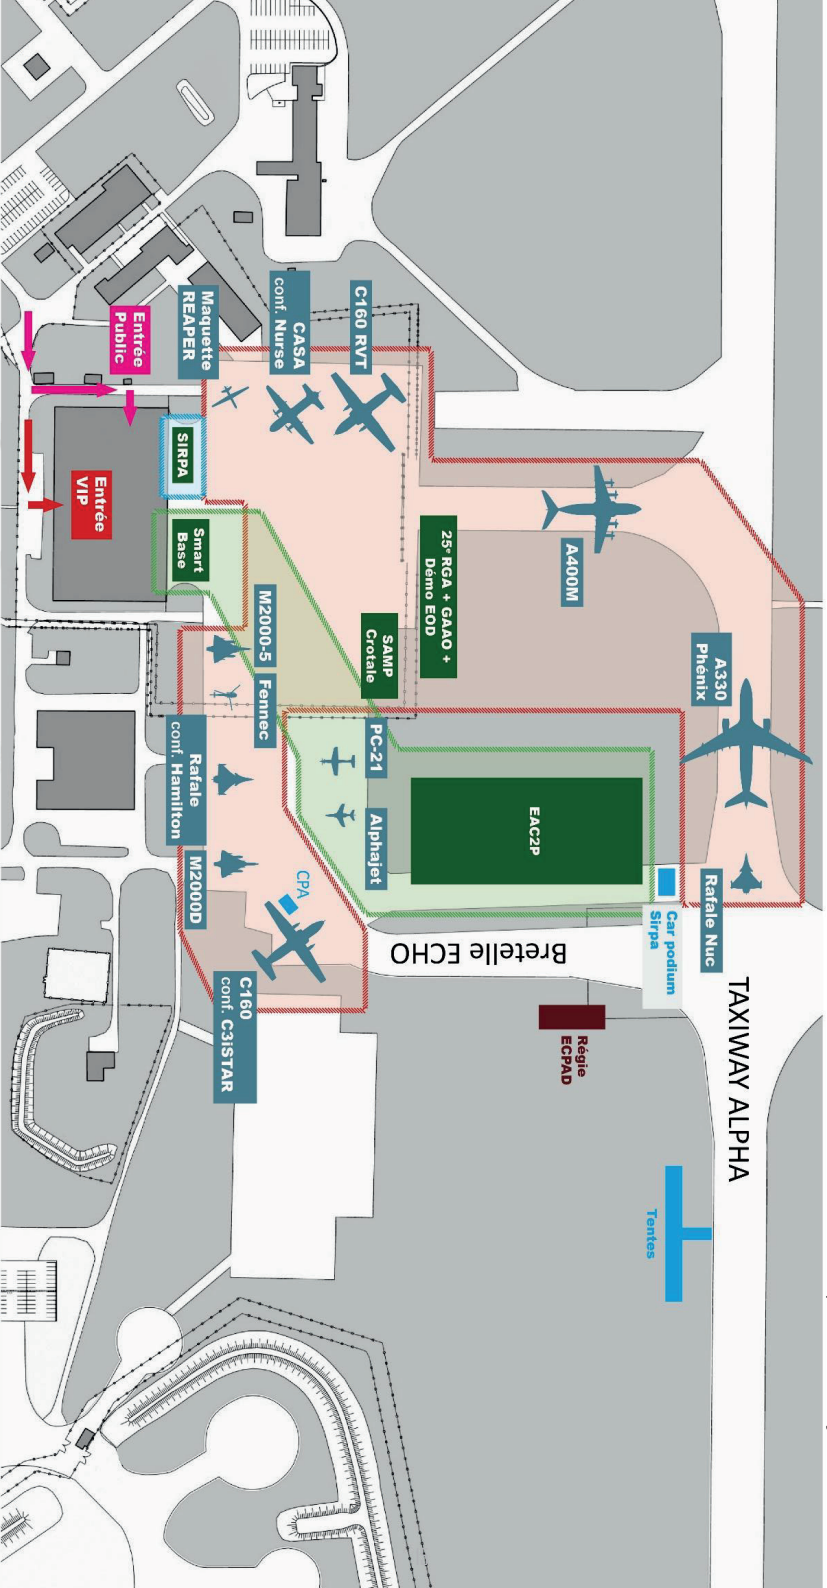 C160 RVT
CASA
conf. Nurse
Maquette
REAPER
Entrée
Public
SIRPA
Entrée
VIP
Smart
Base
25e RGA + GAAO +
Démo EOD
SAMP
Crotale
A400M
A330
Phénix
M2000-5
Fennec
PC-21
Alphajet
EAC2P
Rafale
conf. Hamilton
M2000D
CPA
C160
conf. C3iSTAR
Rafale Nuc
Car podium
Sirpa
Bretelle ECHO
Régie
ECPAD
TAXIWAY ALPHA
Tentes